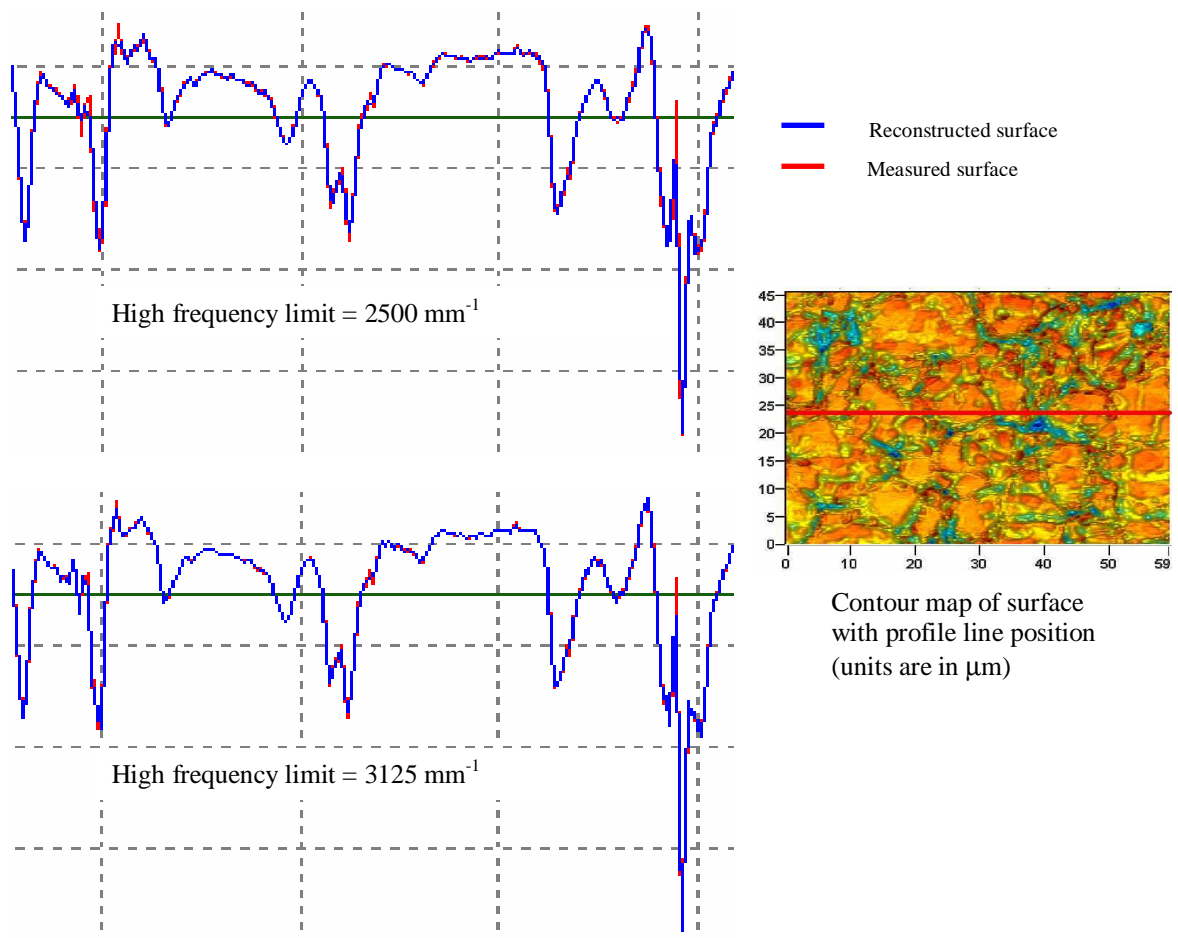 High frequency limit = 2500 mm⁻¹
Reconstructed surface
Measured surface
45
40
35
30
25
20
15
10
5
0
0 10 20 30 40 50 59
Contour map of surface
with profile line position
(units are in μm)
High frequency limit = 3125 mm⁻¹